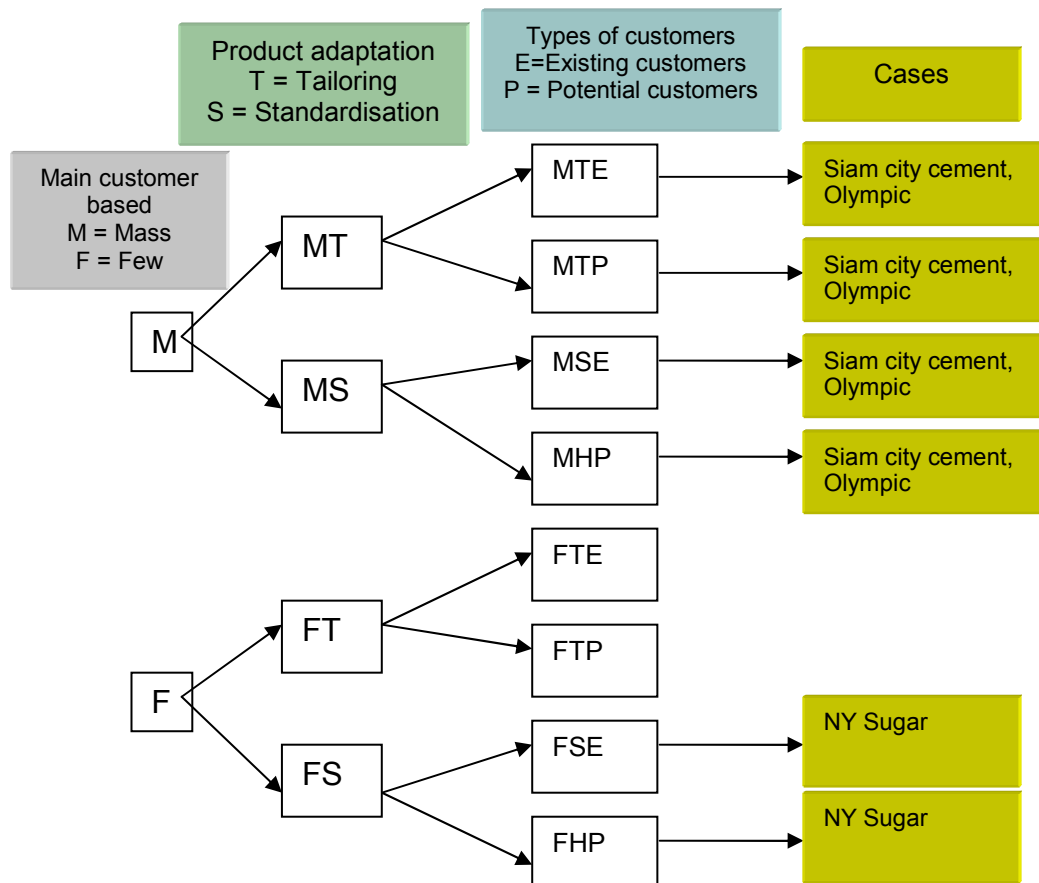 Product adaptation
T = Tailoring
S = Standardisation
Types of customers
E=Existing customers
P = Potential customers
Cases
Main customer
based
M = Mass
F = Few
M
MT
MS
MTE
MTP
MSE
MHP
Siam city cement,
Olympic
Siam city cement,
Olympic
Siam city cement,
Olympic
Siam city cement,
Olympic
F
FT
FS
FTE
FTP
FSE
FHP
NY Sugar
NY Sugar